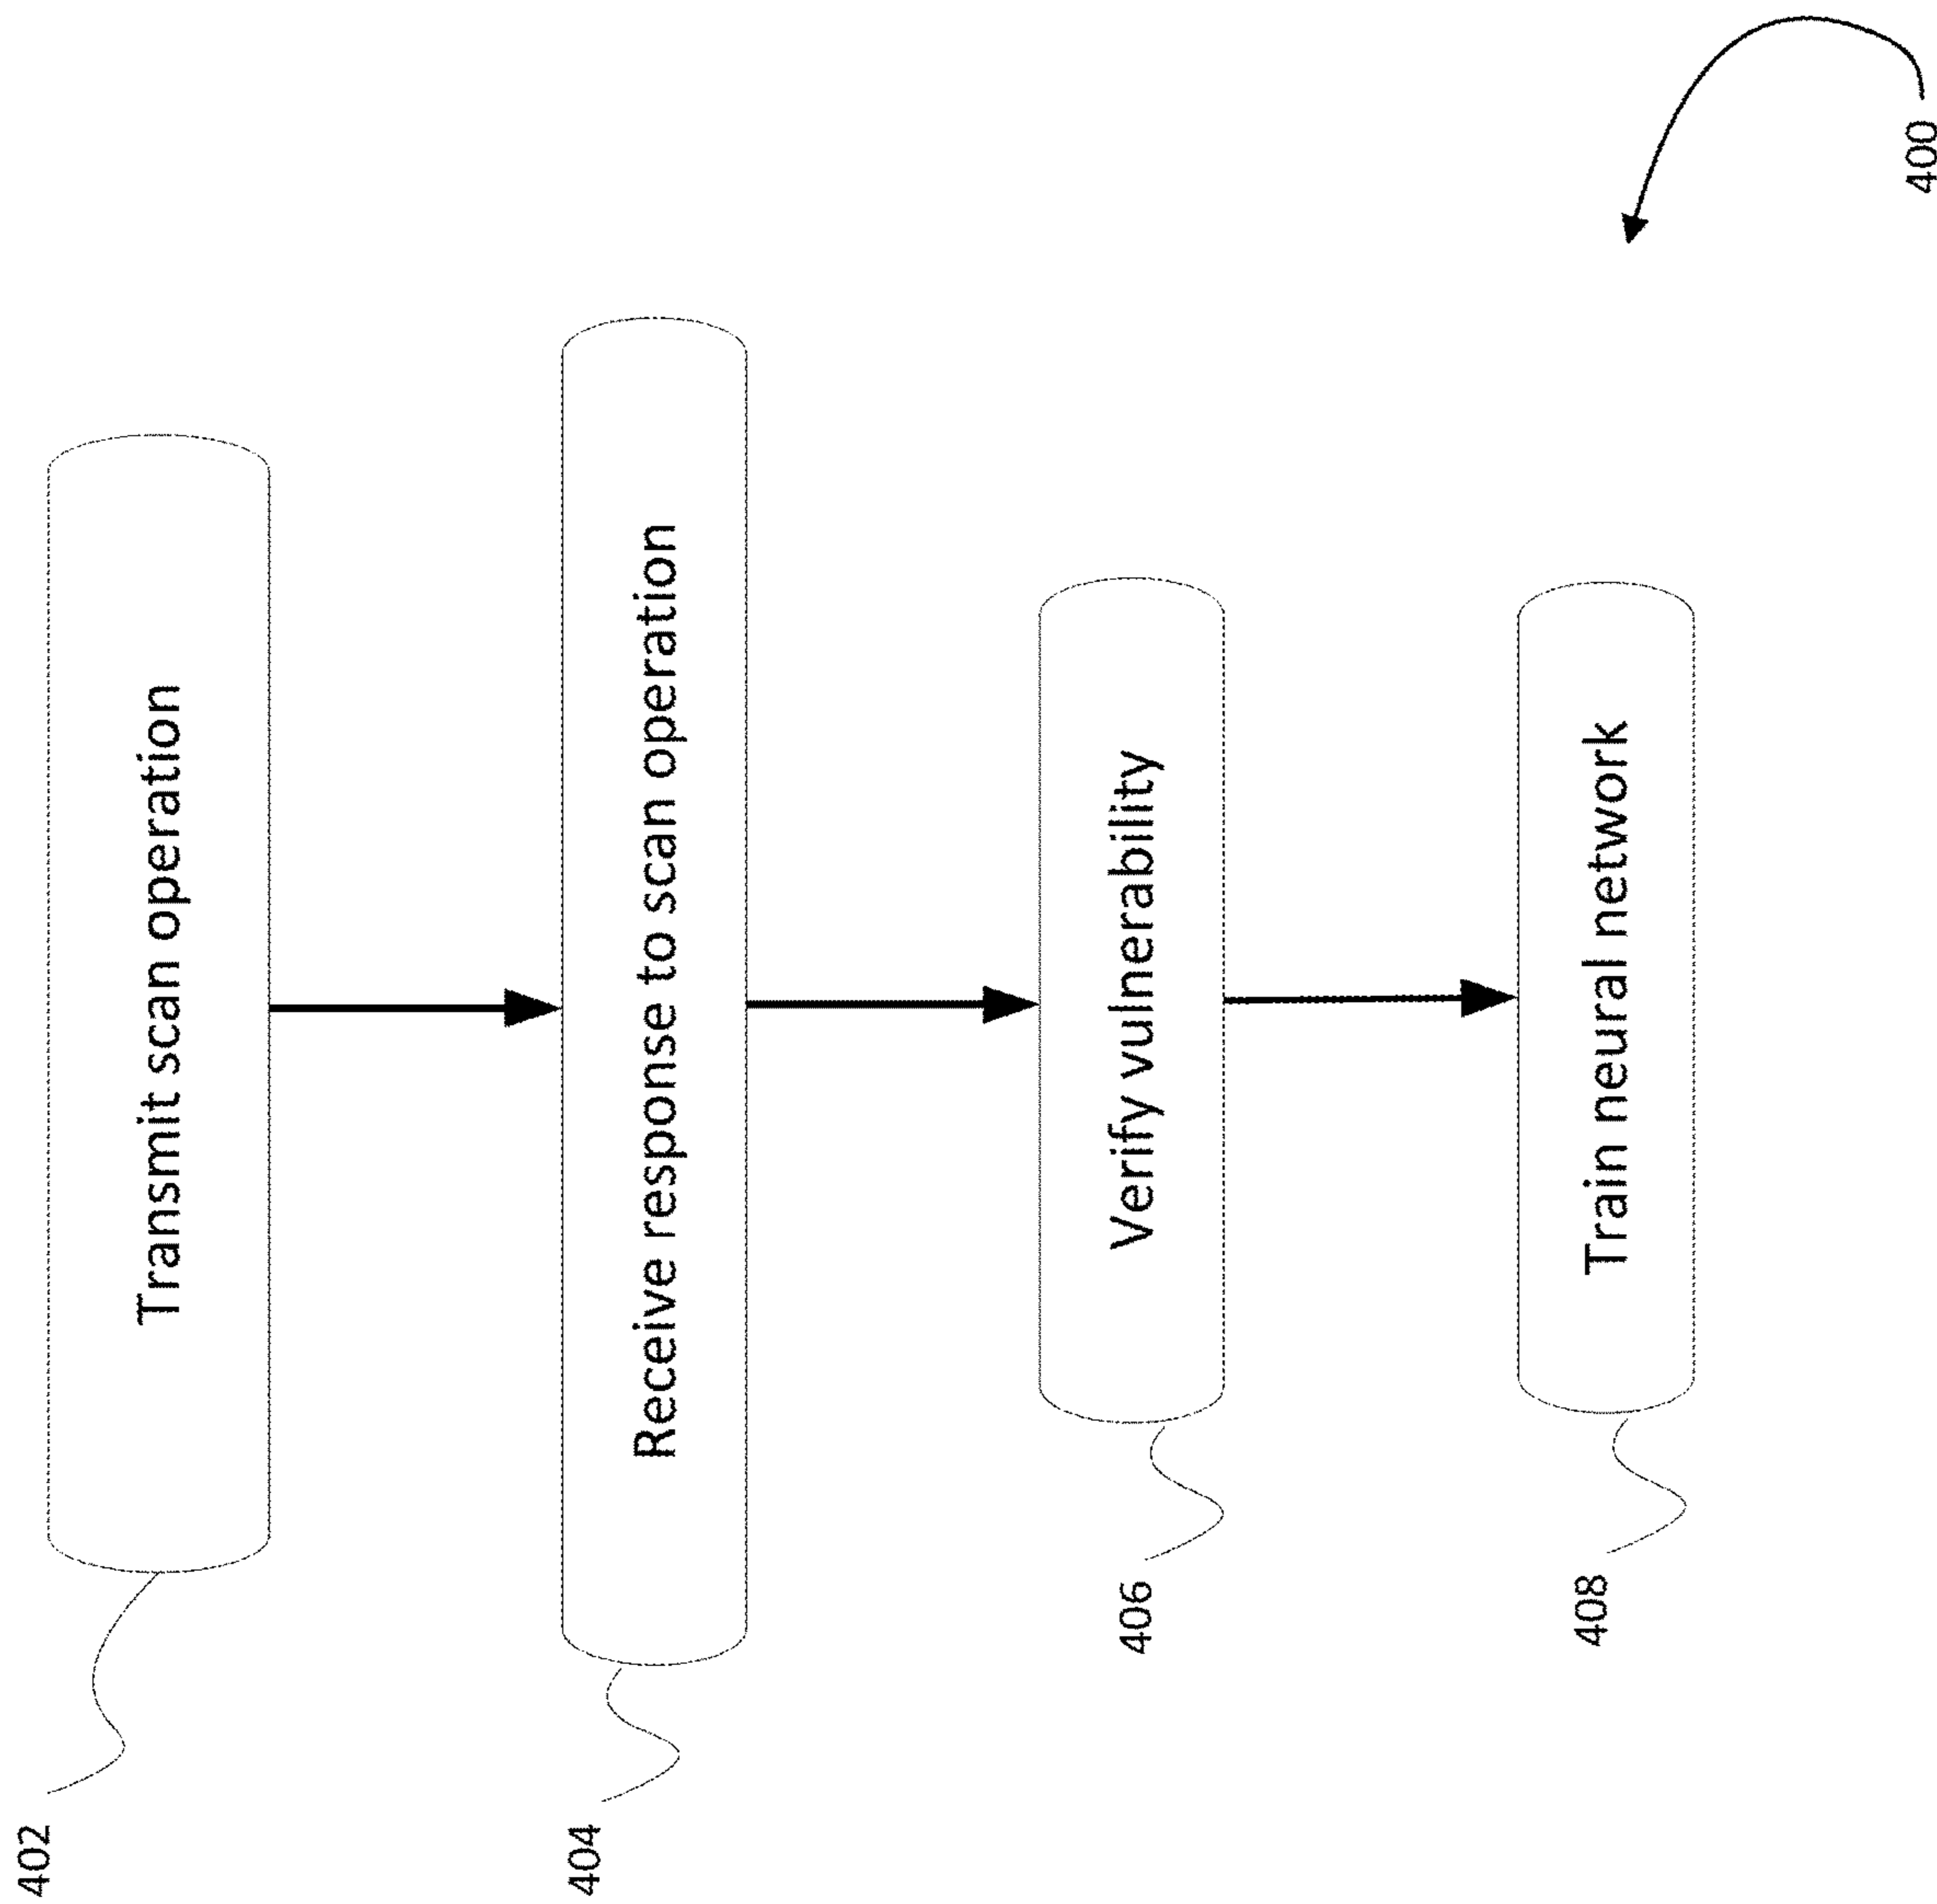 402
Transmit scan operation
404
Receive response to scan operation
406
Verify vulnerability
408
Train neural network
400